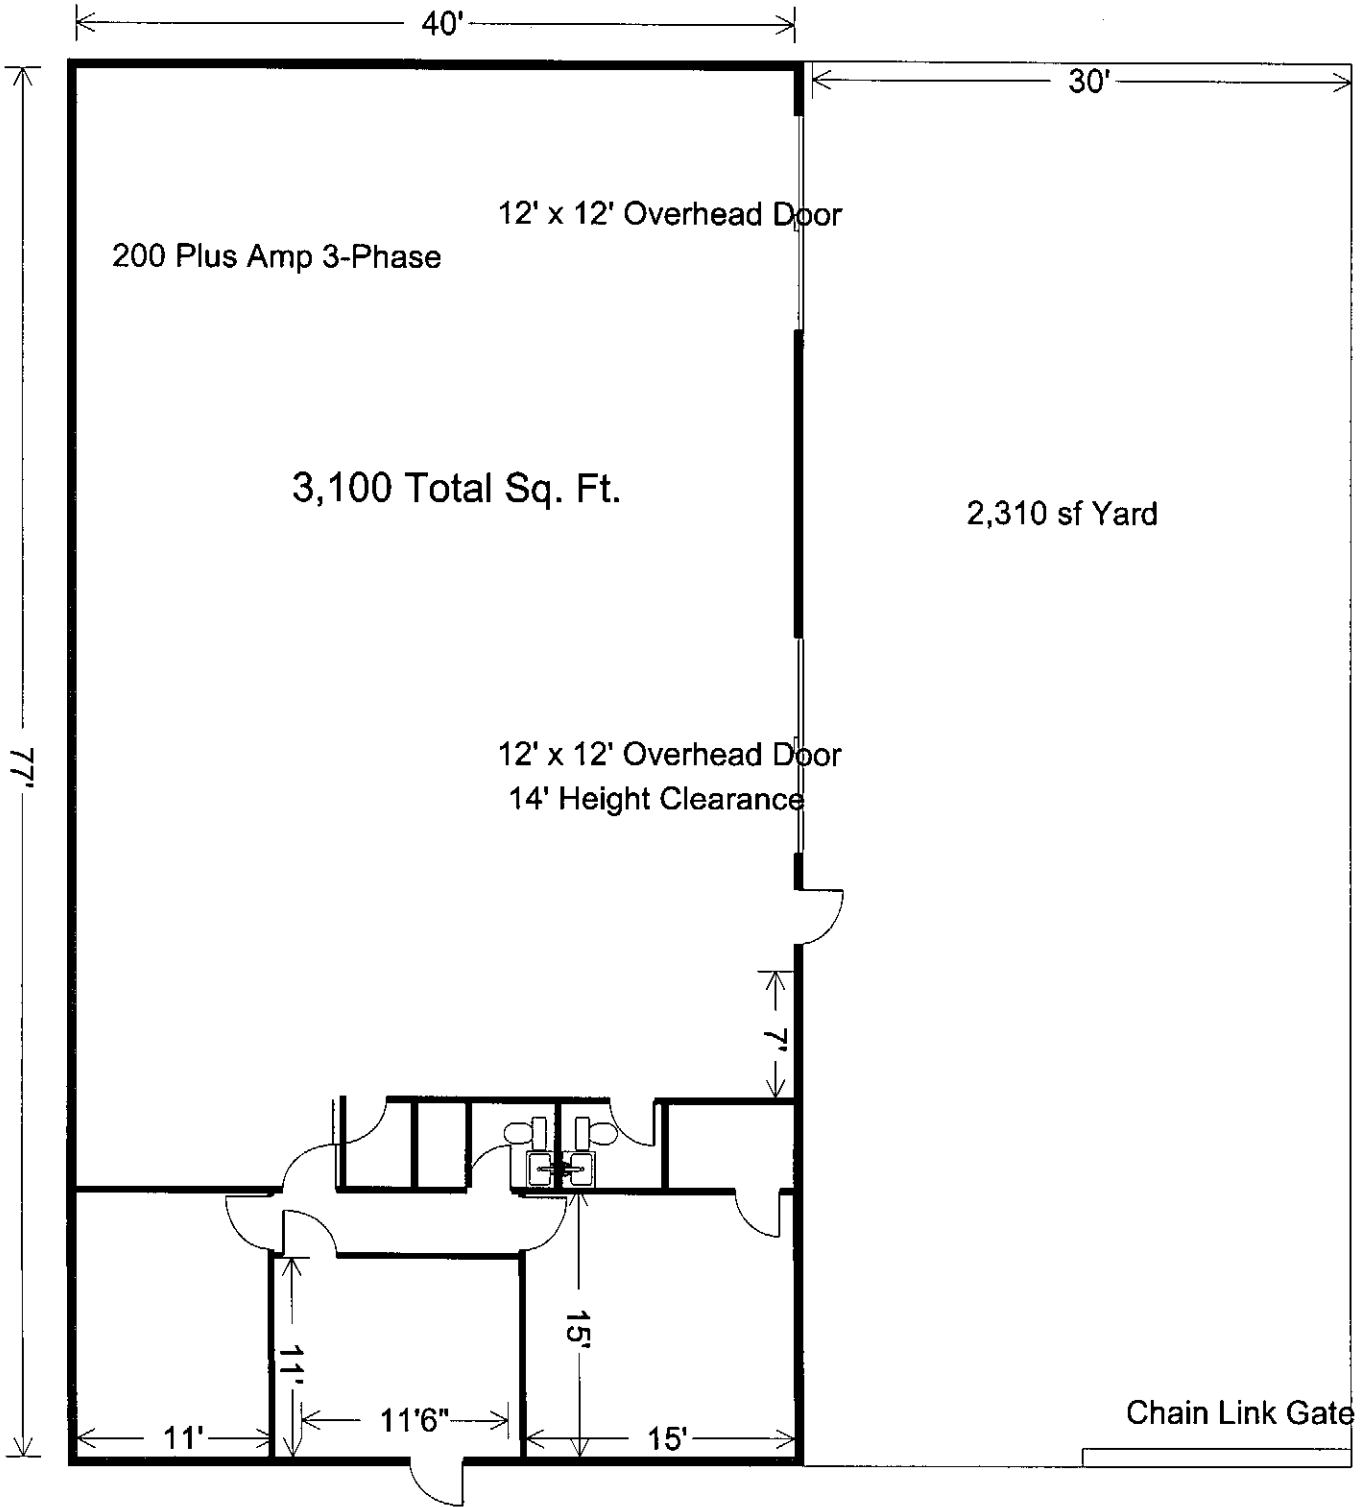 40'
30'
12' x 12' Overhead Door
200 Plus Amp 3-Phase
3,100 Total Sq. Ft.
2,310 sf Yard
77'
12' x 12' Overhead Door
14' Height Clearance
7'
15'
11'
Chain Link Gate
11'6"
11'
15'